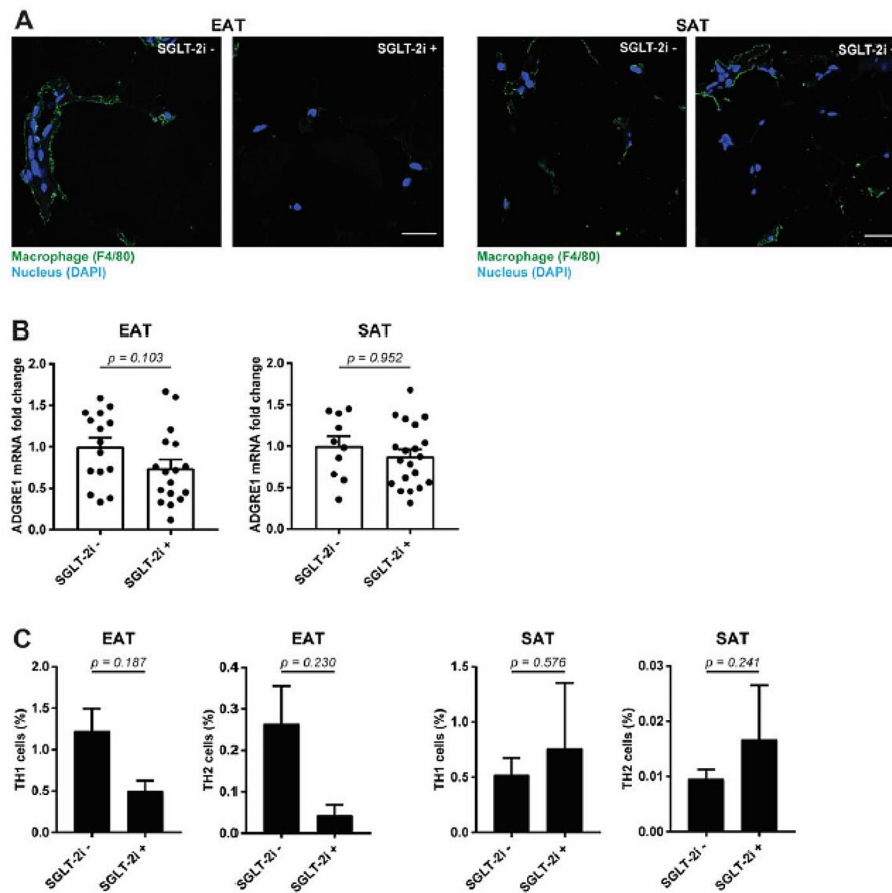 A
EAT
SAT
SGLT-2i -
SGLT-2i +
SGLT-2i -
SGLT-2i
Macrophage (F4/80)
Nucleus (DAPI)
Macrophage (F4/80)
Nucleus (DAPI)
B
EAT
SAT
p = 0.103
p = 0.952
ADGRE1 mRNA fold change
2.0
1.5
1.0
0.5
0.0
SGLT-2i -
SGLT-2i +
ADGRE1 mRNA fold change
2.0
1.5
1.0
0.5
0.0
SGLT-2i -
SGLT-2i +
C
EAT
EAT
SAT
SAT
p = 0.187
p = 0.230
p = 0.576
p = 0.241
TH1 cells (%)
2.0
1.5
1.0
0.5
0.0
SGLT-2i -
SGLT-2i +
TH2 cells (%)
0.4
0.3
0.2
0.1
0.0
SGLT-2i -
SGLT-2i +
TH1 cells (%)
1.5
1.0
0.5
0.0
SGLT-2i -
SGLT-2i +
TH2 cells (%)
0.03
0.02
0.01
0.00
SGLT-2i -
SGLT-2i +